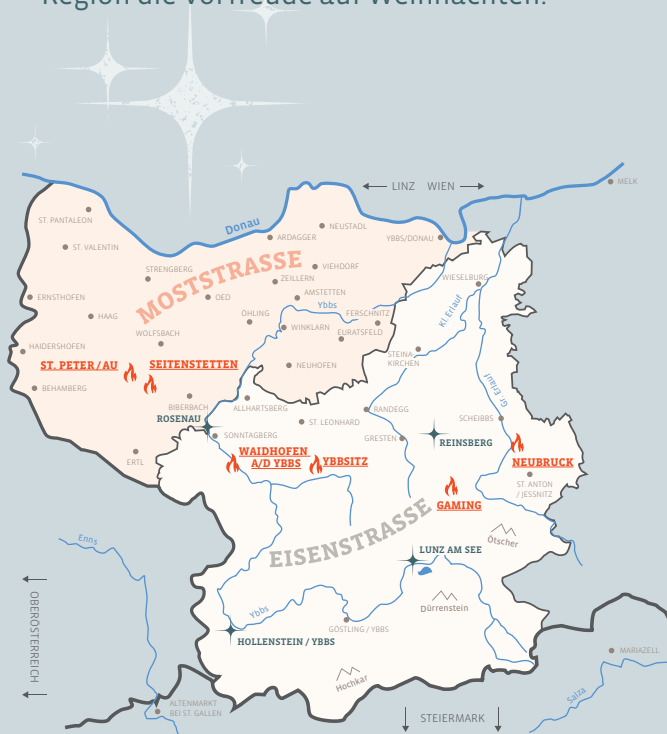 Region die Vorfreude auf Weihnachten!
LINZ WIEN
MELK
ST. PANTALEON
Donau
NEUSTADL
ARDAGGER
YBBS/DONAU
ST. VALENTIN
STRENGBERG
MOSTSTRASSE
VIEHDORF
ZEILLERN
WIESELBURG
ERNSTHOFEN
OED
AMSTETTEN
Ybbs
HAAG
ÖHLING
FERSCHNITZ
Kl. Erlauf
WINKLARN
EURATSFELD
WOLFSBACH
HAIDERSHOFEN
STEINA-
KIRCHEN
ST. PETER/AU
SEITENSTETTEN
NEUHOFEN
BEHAMBERG
Gr. Erlauf
BIBERBACH
ALLHARTSBERG
RANDEGG
ROSENAU
ST. LEONHARD
SCHEIBBS
SONNTAGBERG
GRESTEN
REINSBERG
WAIDHOFEN
A/D YBBS
YBBSITZ
NEUBRUCK
ERTL
ST. ANTON
/ JESSNITZ
GAMING
EISENSTRASSE
Enns
Ötscher
LUNZ AM SEE
OBERÖSTERREICH
Ybbs
Dürrenstein
GÖSTLING / YBBS
HOLLENSTEIN / YBBS
MARIAZELL
Hochkar
Salza
ALTENMARKT
BEI ST. GALLEN
STEIERMARK